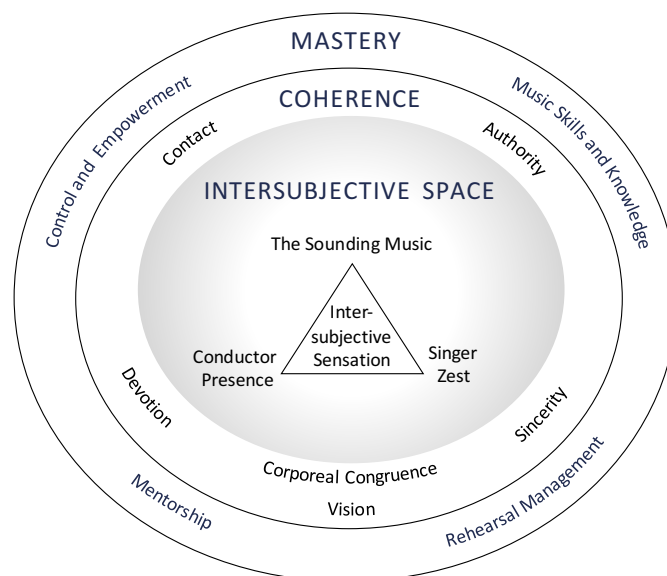 MASTERY
Control and Empowerment
Music Skills and Knowledge
COHERENCE
Contact
Authority
INTERSUBJECTIVE SPACE
The Sounding Music
Inter-
subjective
Sensation
Conductor
Presence
Singer
Zest
Devotion
Sincerity
Corporeal Congruence
Vision
Mentorship
Rehearsal Management